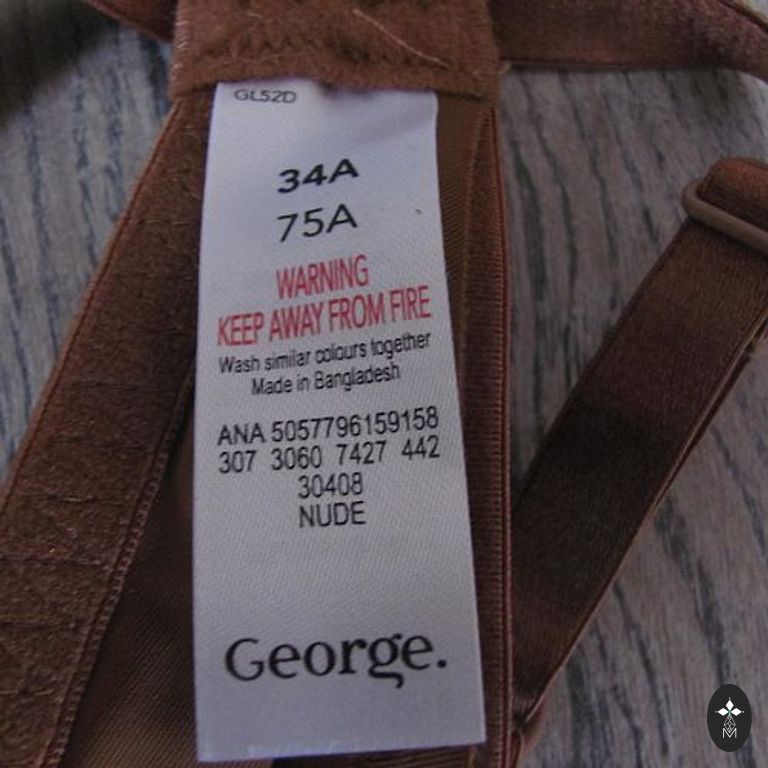 GL52D
34A
75A
WARNING
KEEP AWAY FROM FIRE
Wash similar colours together
Made in Bangladesh
ANA 5057796159158
307 3060 7427 442
30408
NUDE
George.
M